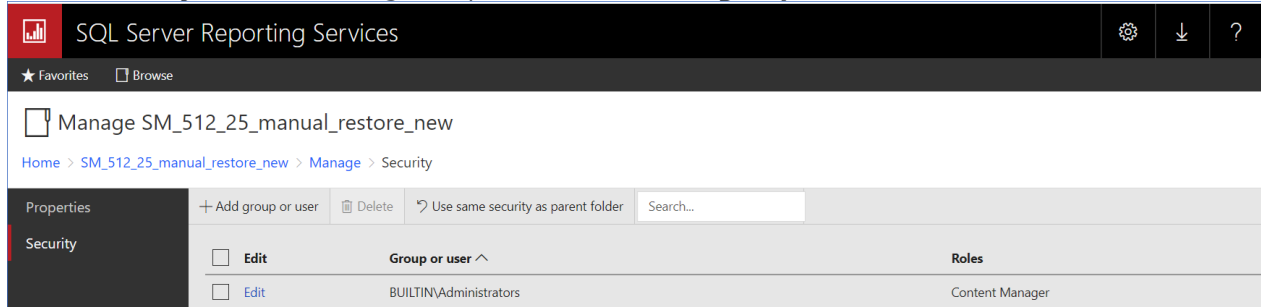 SQL Server Reporting Services
?
Favorites Browse
Manage SM_512_25_manual_restore_new
Home > SM_512_25_manual_restore_new > Manage > Security
Properties
+ Add group or user Delete Use same security as parent folder Search...
Security
Edit Group or user Roles
Edit BUILTIN\Administrators Content Manager